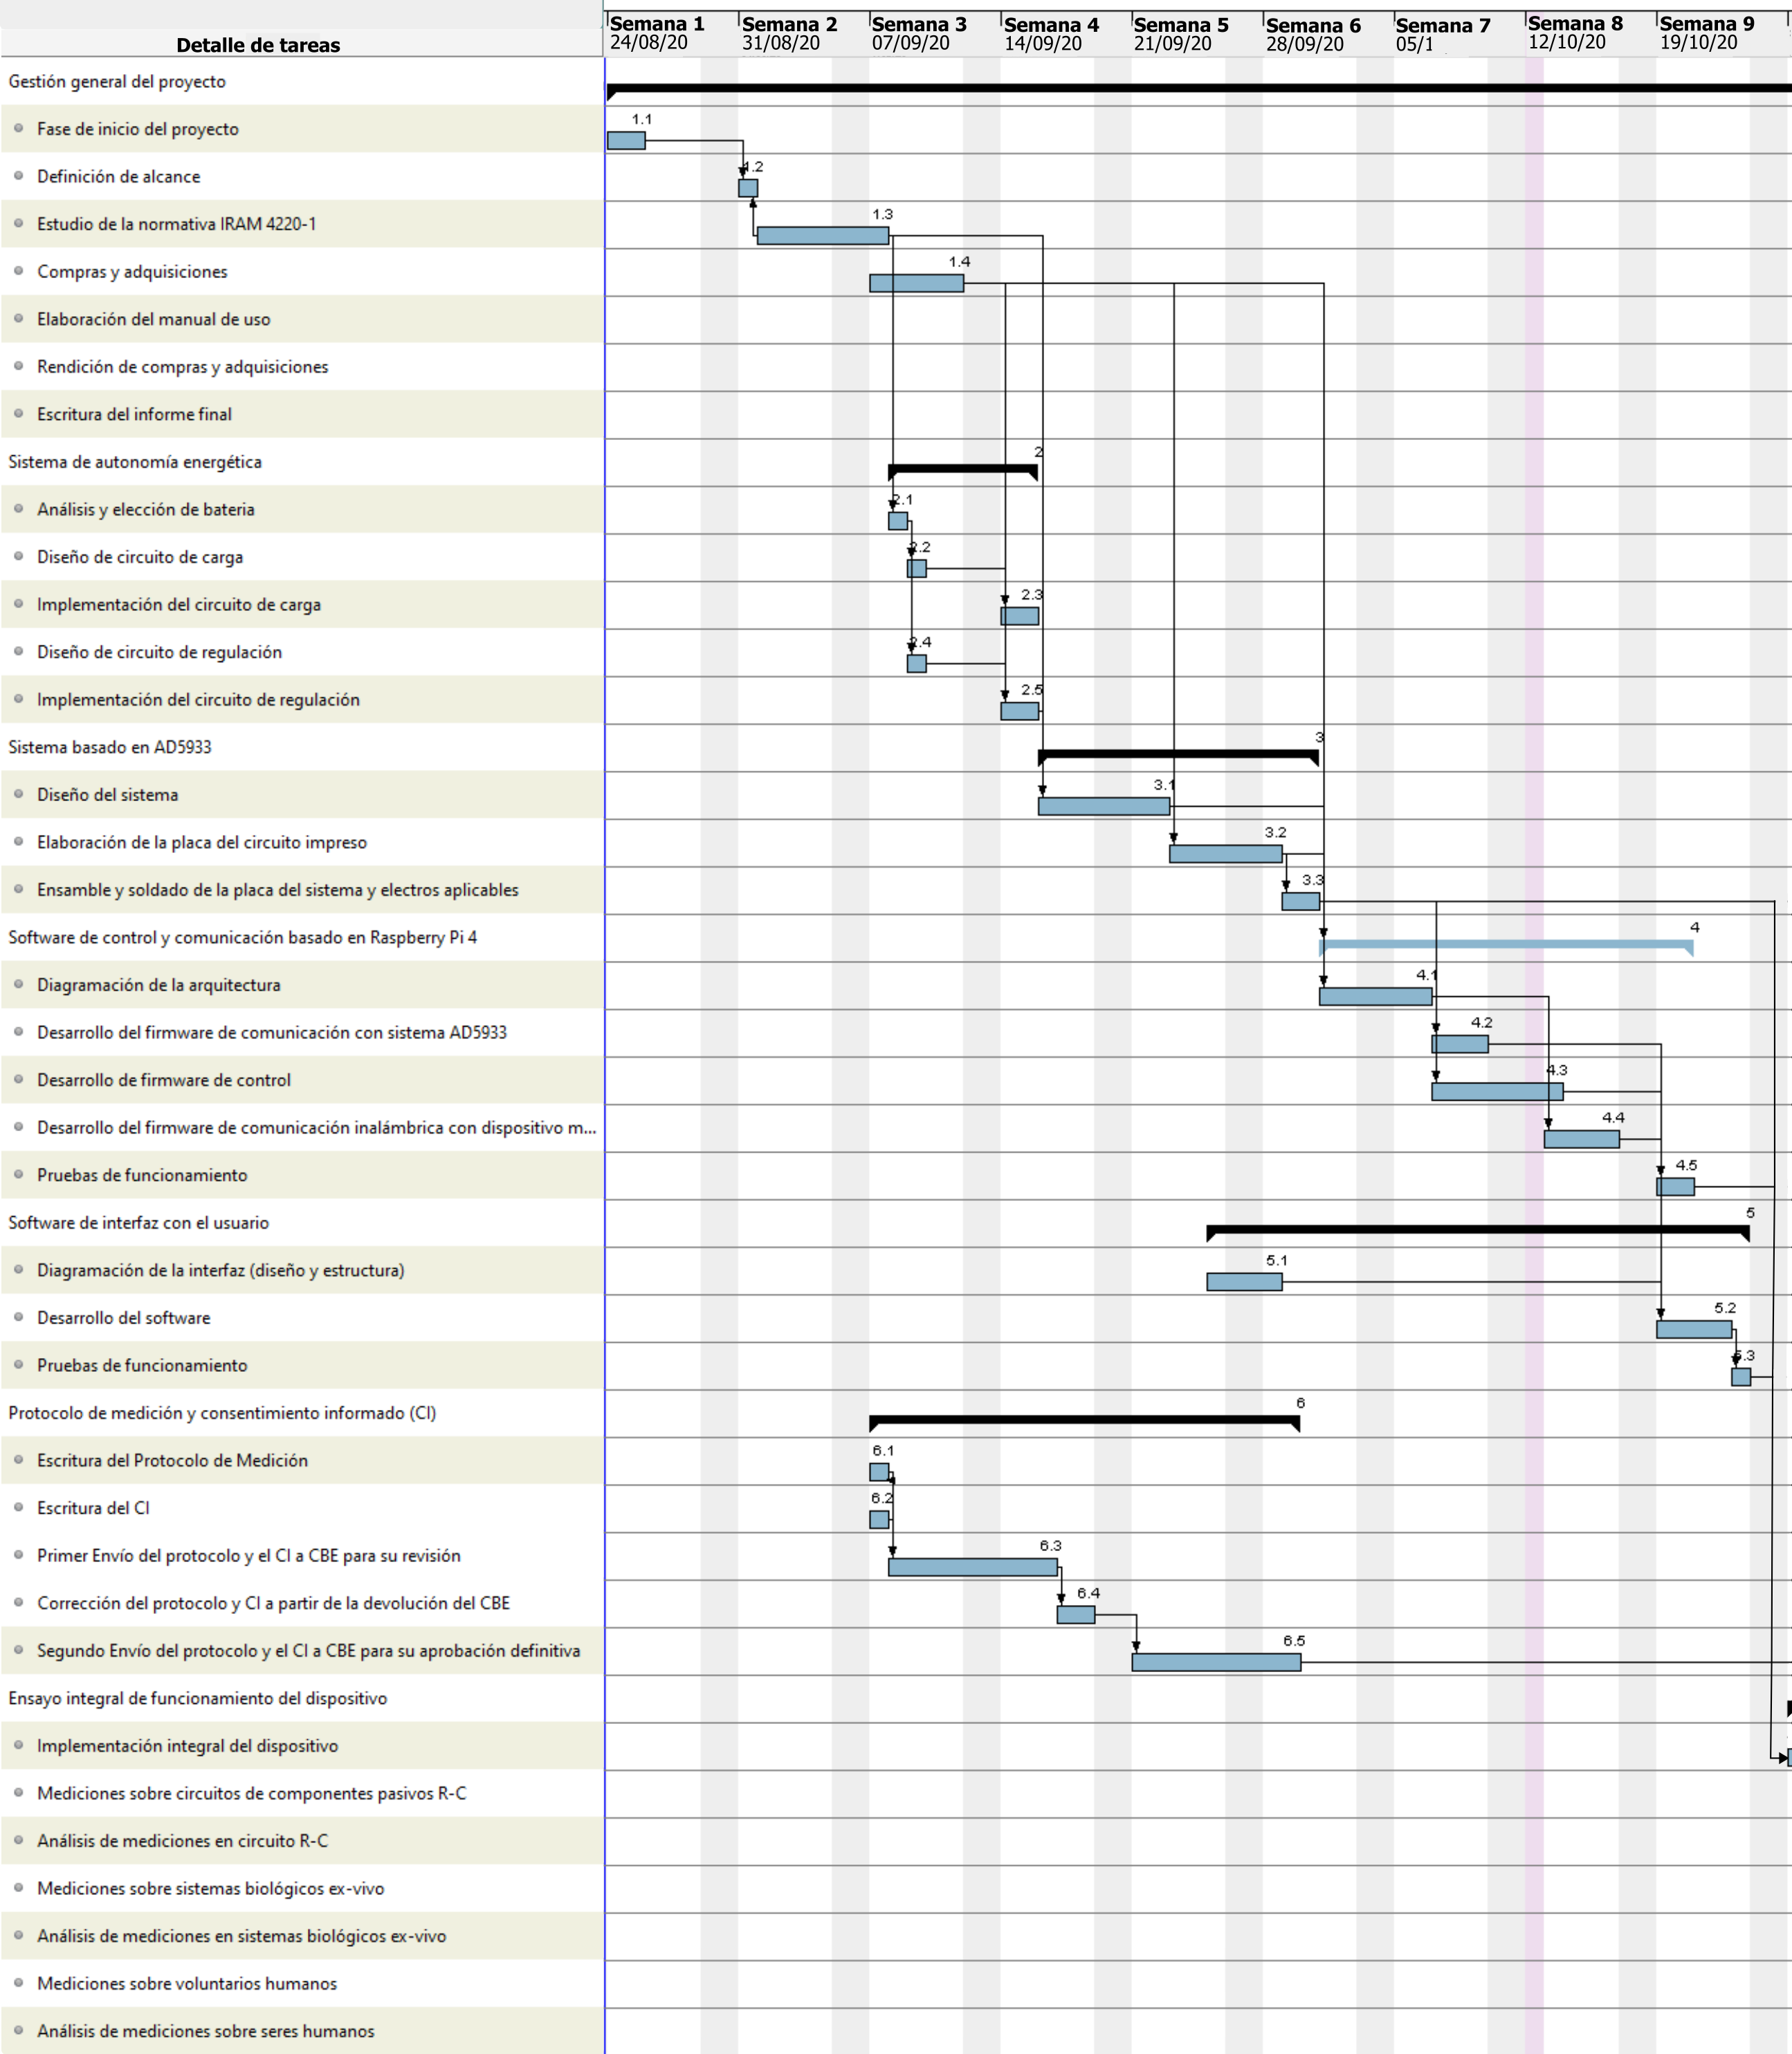 Semana 1 Semana 2 Semana 3 Semana 4 Semana 5 Semana 6 Semana 7 Semana 8 Semana 9
Detalle de tareas 24/08/20 31/08/20 07/09/20 14/09/20 21/09/20 28/09/20 05/1 12/10/20 19/10/20
Gestión general del proyecto
Fase de inicio del proyecto 1.1
Definición de alcance 1.2
Estudio de la normativa IRAM 4220-1 1.3
Compras y adquisiciones 1.4
Elaboración del manual de uso
Rendición de compras y adquisiciones
Escritura del informe final
Sistema de autonomía energética 2
Análisis y elección de bateria 2.1
Diseño de circuito de carga 2.2
Implementación del circuito de carga 2.3
Diseño de circuito de regulación 2.4
Implementación del circuito de regulación 2.5
Sistema basado en AD5933 3
Diseño del sistema 3.1
Elaboración de la placa del circuito impreso 3.2
Ensamble y soldado de la placa del sistema y electros aplicables 3.3
Software de control y comunicación basado en Raspberry Pi 4 4
Diagramación de la arquitectura 4.1
Desarrollo del firmware de comunicación con sistema AD5933 4.2
Desarrollo de firmware de control 4.3
Desarrollo del firmware de comunicación inalámbrica con dispositivo m... 4.4
Pruebas de funcionamiento 4.5
Software de interfaz con el usuario 5
Diagramación de la interfaz (diseño y estructura) 5.1
Desarrollo del software 5.2
Pruebas de funcionamiento 5.3
Protocolo de medición y consentimiento informado (CI) 6
Escritura del Protocolo de Medición 6.1
Escritura del CI 6.2
Primer Envío del protocolo y el CI a CBE para su revisión 6.3
Corrección del protocolo y CI a partir de la devolución del CBE 6.4
Segundo Envío del protocolo y el CI a CBE para su aprobación definitiva 6.5
Ensayo integral de funcionamiento del dispositivo
Implementación integral del dispositivo
Mediciones sobre circuitos de componentes pasivos R-C
Análisis de mediciones en circuito R-C
Mediciones sobre sistemas biológicos ex-vivo
Análisis de mediciones en sistemas biológicos ex-vivo
Mediciones sobre voluntarios humanos
Análisis de mediciones sobre seres humanos